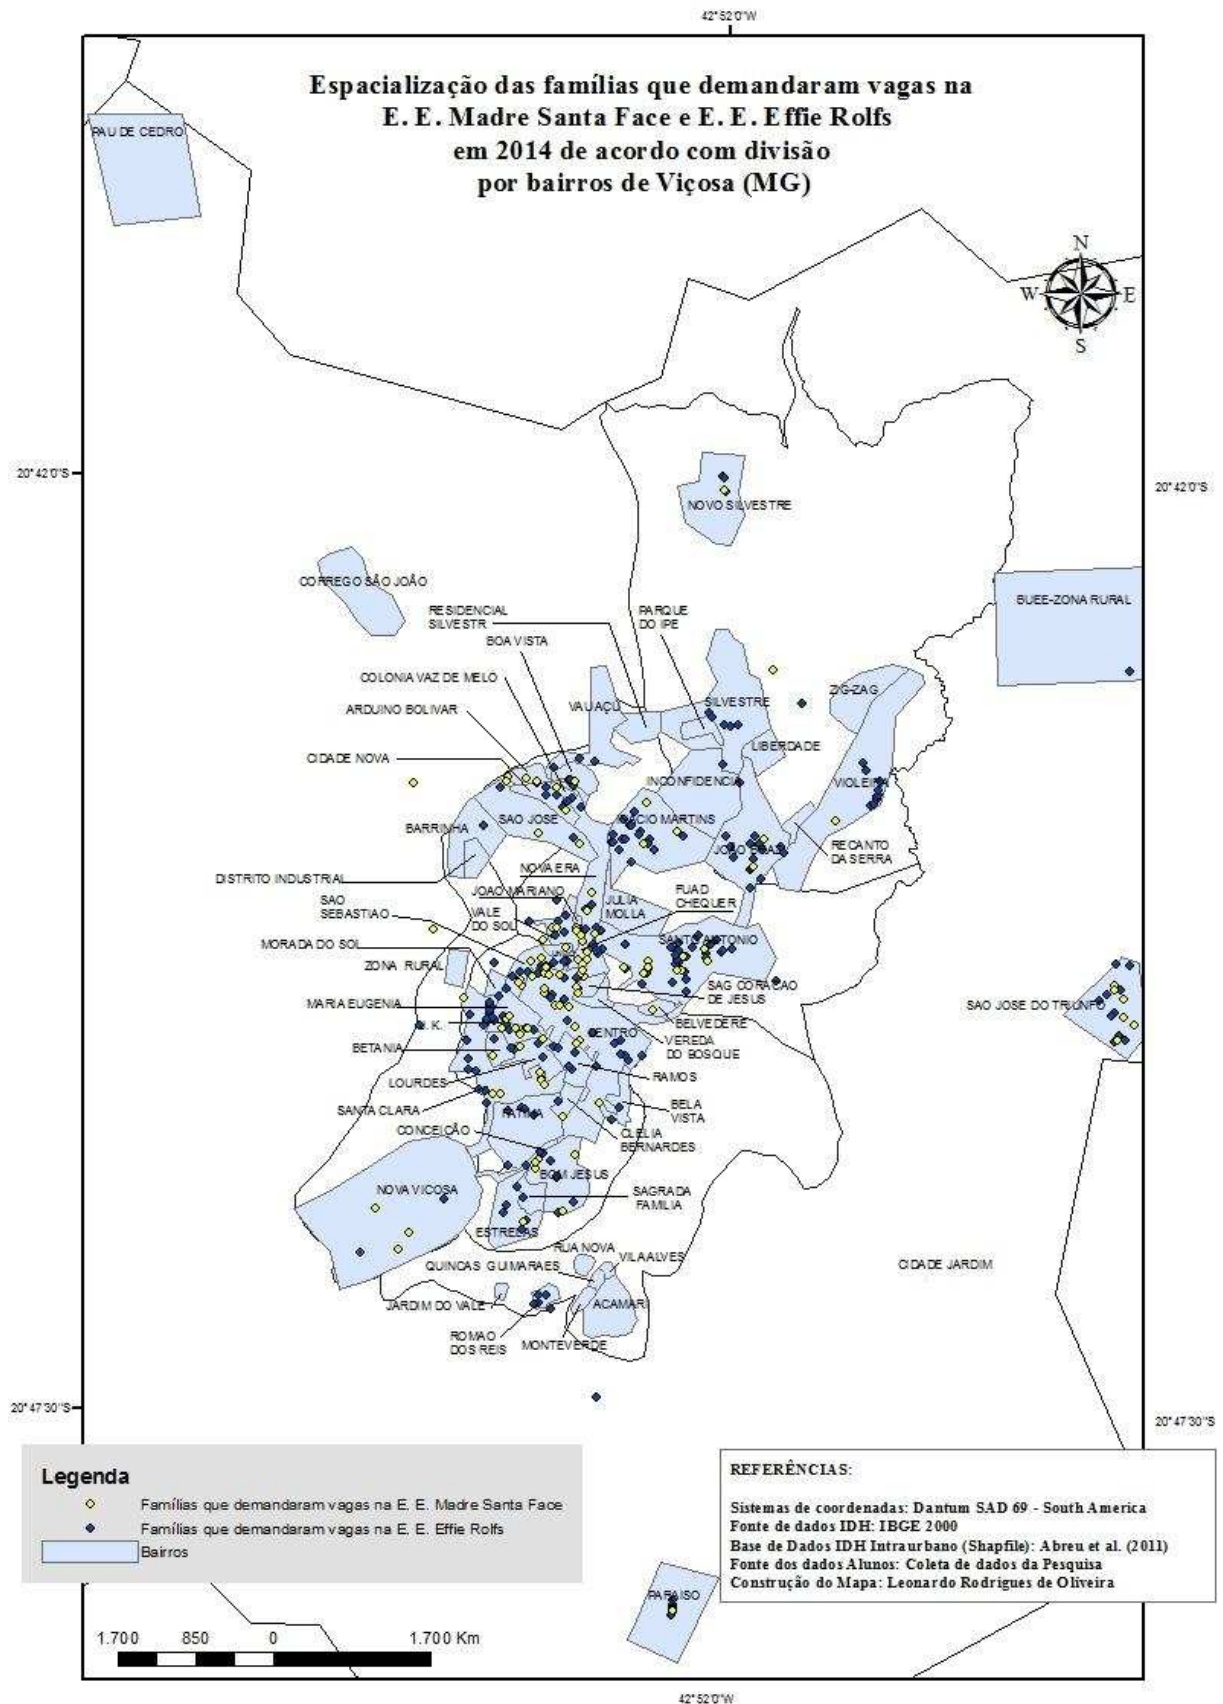 42°52'0"W
Espacialização das famílias que demandaram vagas na
E. E. Madre Santa Face e E. E. Effie Rolfs
em 2014 de acordo com divisão
por bairros de Viçosa (MG)
PAU DE CEDRO
N
W
E
S
20°42'0"S
20°42'0"S
NOVO SILVESTRE
CORREGO SÃO JOÃO
BUEE-ZONA RURAL
RESIDENCIAL
SILVESTR
PARQUE
DO IPE
BOA VISTA
COLONIA VAZ DE MELO
ZIG-ZAG
ARDUINO BOLIVAR
VAUAÇU
SILVESTRE
LIBERDADE
CIDADE NOVA
INCONFIDENCIA
VIOLEIRA
SAO JOSE
MARTINS
BARRINHA
RECANTO
DA SERRA
NOVA ERA
DISTRITO INDUSTRIAL
JOAO MARIANO
JULIA
MOLLA
FUAD
CHEQUER
SAO
SEBASTIAO
VALE
DO SOL
MORADA DO SOL
SANTO ANTONIO
ZONA RURAL
SAG CORACAO
DE JESUS
SAO JOSE DO TRIUNFO
MARIA EUGENIA
BELVEDERE
CENTRO
VEREDA
DO BOSQUE
BETANIA
LOURDES
RAMOS
SANTA CLARA
FATIMA
BELA
VISTA
CONCEIÇÃO
CLELIA
BERNARDES
BOM JESUS
NOVA VICOSA
SAGRADA
FAMILIA
ESTRELAS
RUA NOVA
QUINCAS GUIMARAES
VILA ALVES
CIDADE JARDIM
JARDIM DO VALE
ACAMARI
ROMAO
DOS REIS
MONTEVERDE
20°47'30"S
20°47'30"S
Legenda
Famílias que demandaram vagas na E. E. Madre Santa Face
Famílias que demandaram vagas na E. E. Effie Rolfs
Bairros
REFERÊNCIAS:
Sistemas de coordenadas: Dantum SAD 69 - South America
Fonte de dados IDH: IBGE 2000
Base de Dados IDH Intraurbano (Shapfile): Abreu et al. (2011)
Fonte dos dados Alunos: Coleta de dados da Pesquisa
Construção do Mapa: Leonardo Rodrigues de Oliveira
PARAISO
1.700 850 0 1.700 Km
42°52'0"W